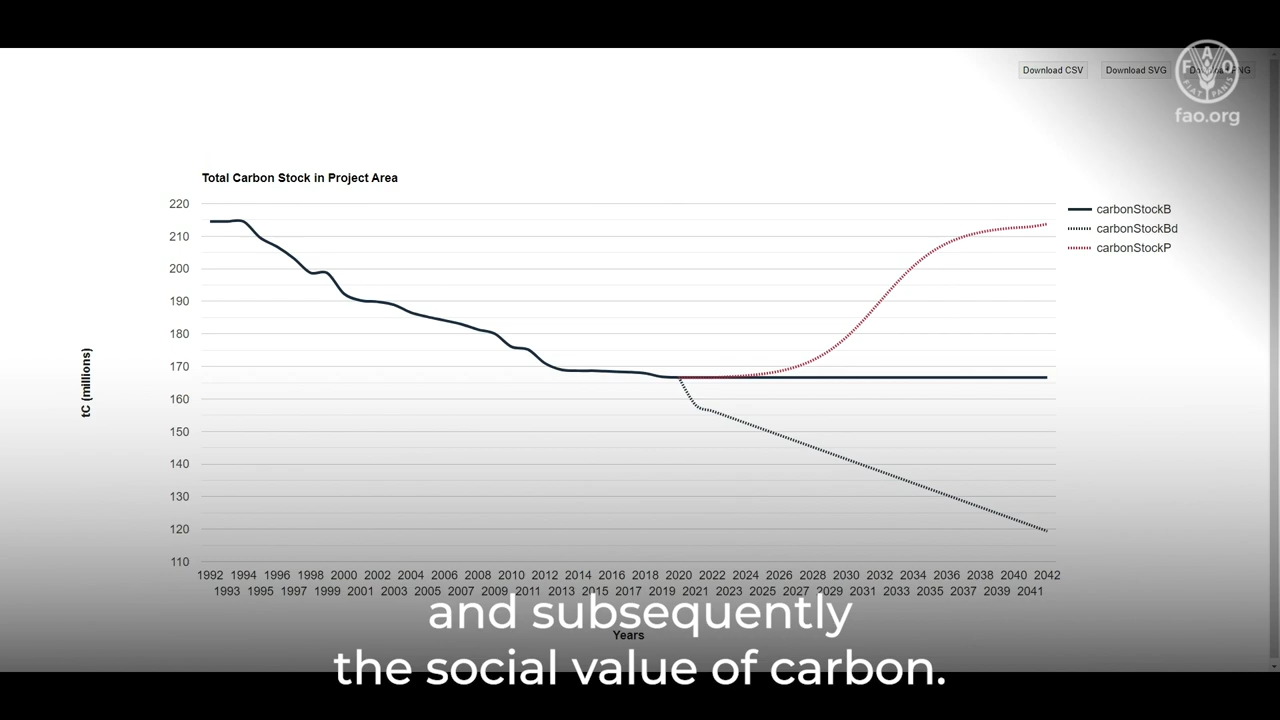 Download CSV
Download SVG
F A O
FIAT PANIS
fao.org
Total Carbon Stock in Project Area
carbonStockB
carbonStockBd
carbonStockP
220
210
200
190
180
170
160
150
140
130
120
110
tC (millions)
1992 1994 1996 1998 2000 2002 2004 2006 2008 2010 2012 2014 2016 2018 2020 2022 2024 2026 2028 2030 2032 2034 2036 2038 2040 2042
1993 1995 1997 1999 2001 2003 2005 2007 2009 2011 2013 2015 2017 2019 2021 2023 2025 2027 2029 2031 2033 2035 2037 2039 2041
Years
and subsequently
the social value of carbon.